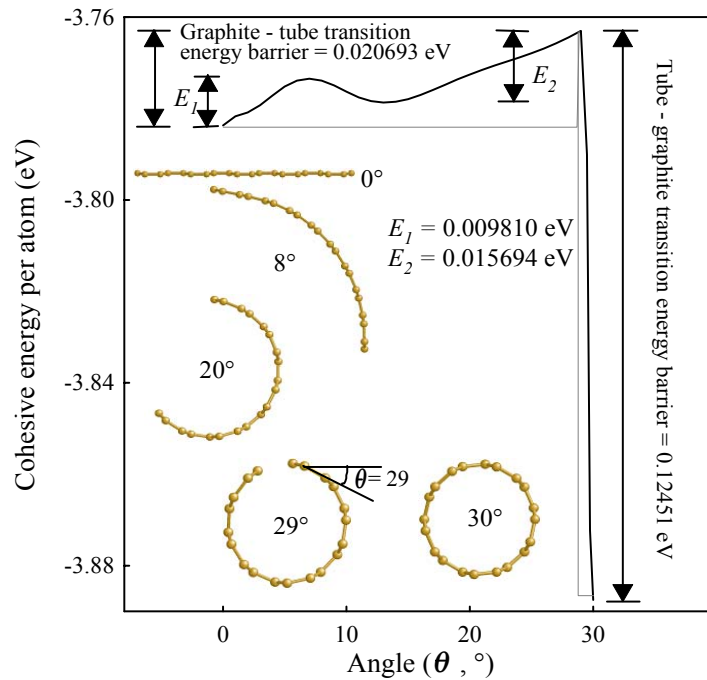 -3.76
-3.80
-3.84
-3.88
Cohesive energy per atom (eV)
Graphite - tube transition
energy barrier = 0.020693 eV
E1
E2
0°
8°
E1 = 0.009810 eV
E2 = 0.015694 eV
20°
θ= 29
29°
30°
Tube - graphite transition energy barrier = 0.12451 eV
0
10
20
30
Angle (θ , °)